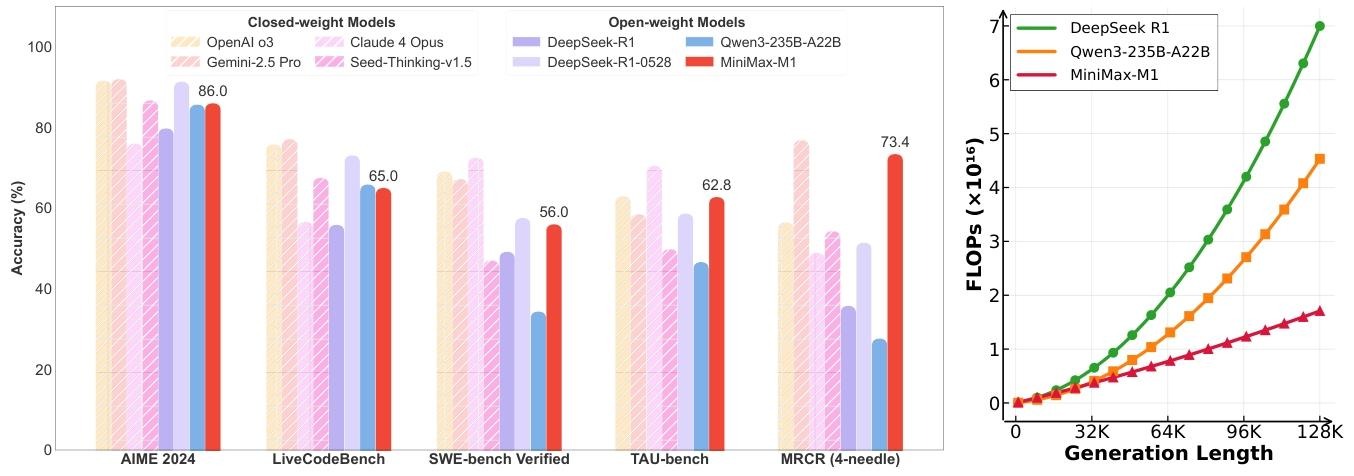 Closed-weight Models
OpenAI o3
Claude 4 Opus
Gemini-2.5 Pro
Seed-Thinking-v1.5
Open-weight Models
DeepSeek-R1
Qwen3-235B-A22B
DeepSeek-R1-0528
MiniMax-M1
Acccuracy (%)
100
80
60
40
20
0
86.0
65.0
56.0
62.8
73.4
AIME 2024
LiveCodeBench
SWE-bench Verified
TAU-bench
MRCR (4-needle)
DeepSeek R1
Qwen3-235B-A22B
MiniMax-M1
FLOPs (×10¹⁶)
7
6
5
4
3
2
1
0
0
32K
64K
96K
128K
Generation Length